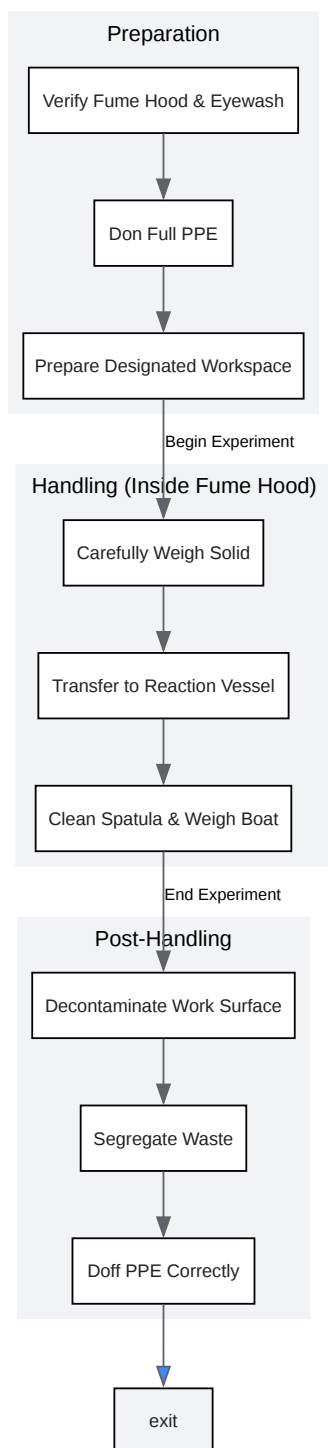 Preparation
Verify Fume Hood & Eyewash
Don Full PPE
Prepare Designated Workspace
Begin Experiment
Handling (Inside Fume Hood)
Carefully Weigh Solid
Transfer to Reaction Vessel
Clean Spatula & Weigh Boat
End Experiment
Post-Handling
Decontaminate Work Surface
Segregate Waste
Doff PPE Correctly
exit